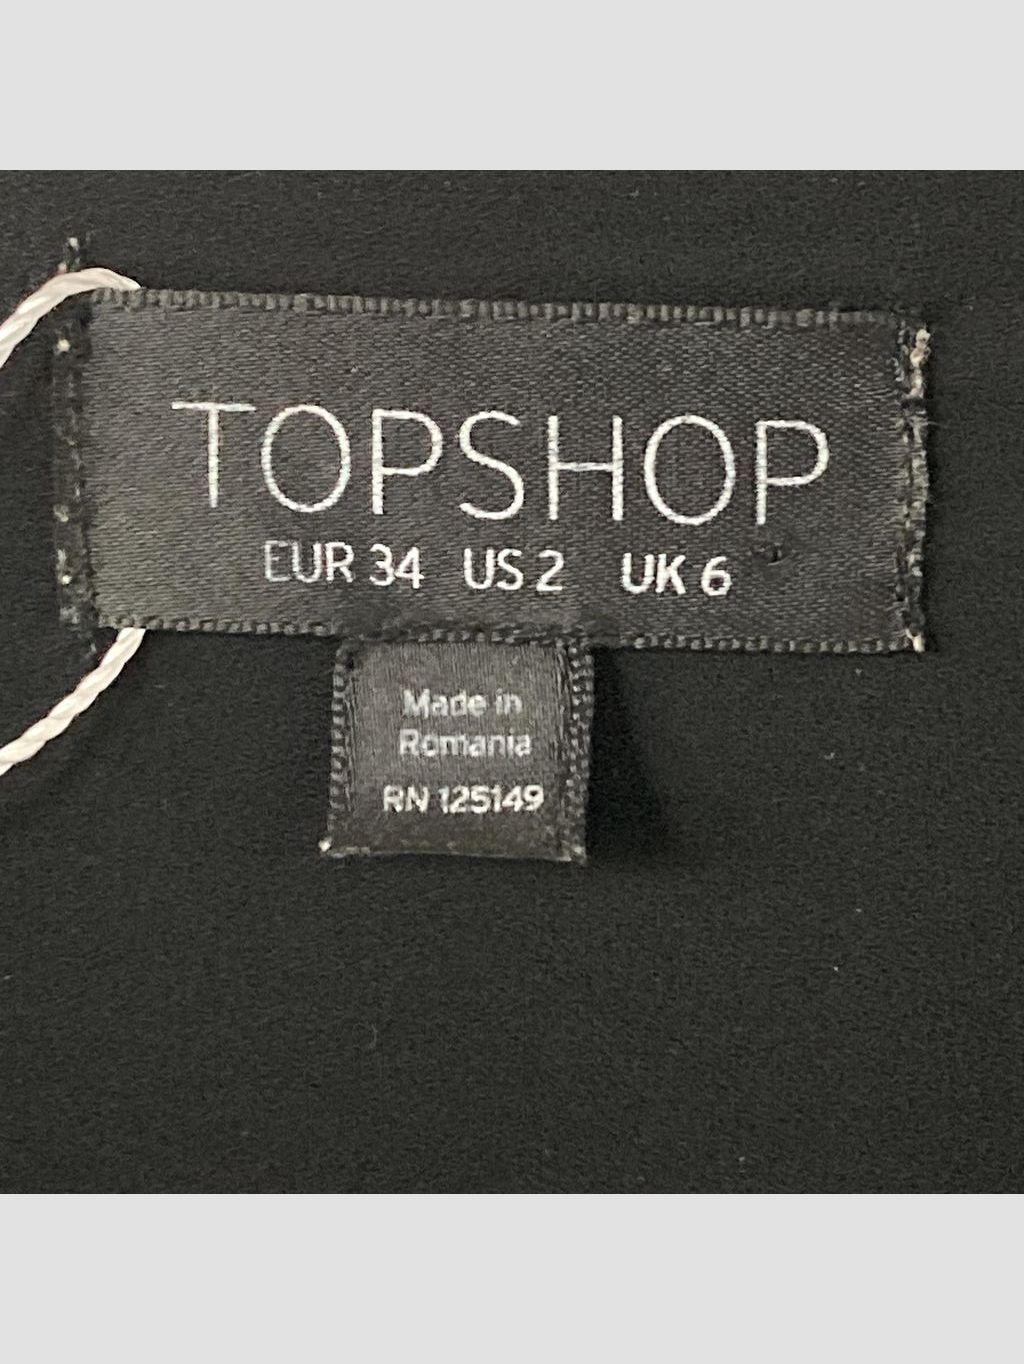 TOPSHOP
EUR 34 US 2 UK 6
Made in
Romania
RN 125149